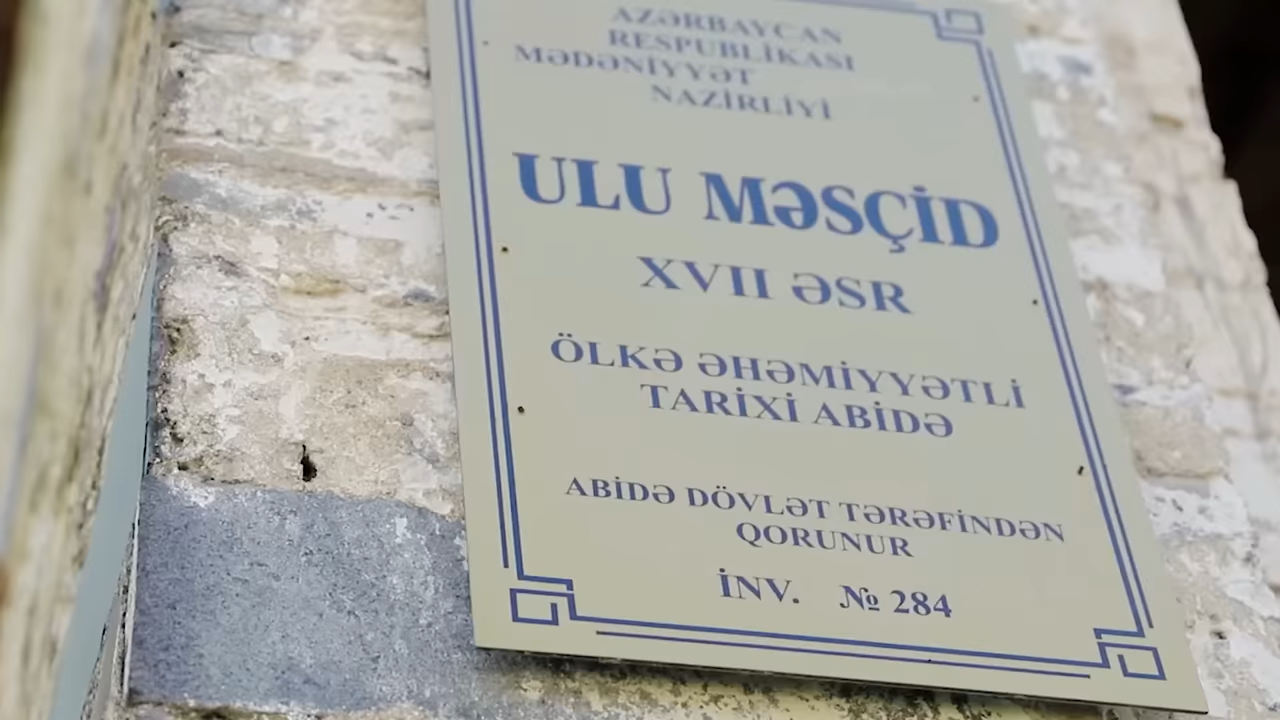 AZƏRBAYCAN
RESPUBLİKASI
MƏDƏNİYYƏT
NAZİRLİYİ
ULU MƏSÇİD
XVII ƏSR
ÖLKƏ ƏHƏMİYYƏTLİ
TARİXİ ABİDƏ
ABİDƏ DÖVLƏT TƏRƏFİNDƏN
QORUNUR
İNV. № 284